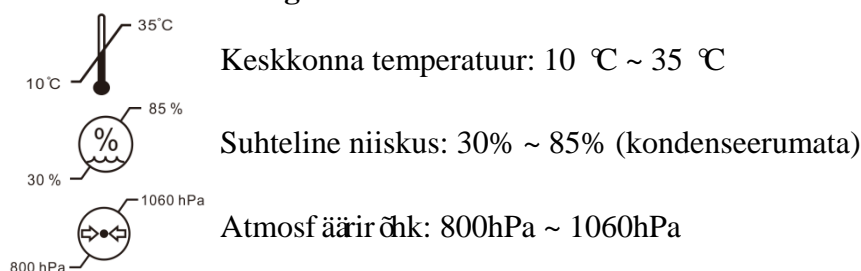 35°C
10°C
Keskkonna temperatuur: 10 ℃ ~ 35 ℃
85 %
30 %
Suhteline niiskus: 30% ~ 85% (kondenseerumata)
1060 hPa
800 hPa
Atmosfäärirõhk: 800hPa ~ 1060hPa